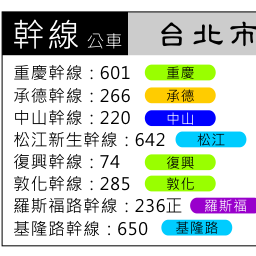 幹線公車 台北市
重慶幹線：601 重慶
承德幹線：266 承德
中山幹線：220 中山
松江新生幹線：642 松江
復興幹線：74 復興
敦化幹線：285 敦化
羅斯福路幹線：236正 羅斯福
基隆路幹線：650 基隆路